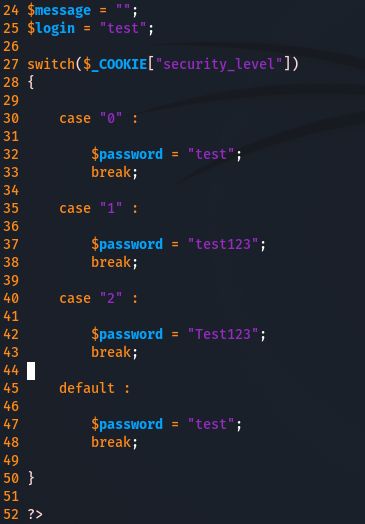 24 $message = "";
25 $login = "test";
26
27 switch($_COOKIE["security_level"])
28 {
29
30     case "0" :
31
32         $password = "test";
33         break;
34
35     case "1" :
36
37         $password = "test123";
38         break;
39
40     case "2" :
41
42         $password = "Test123";
43         break;
44
45     default :
46
47         $password = "test";
48         break;
49
50 }
51
52 ?>